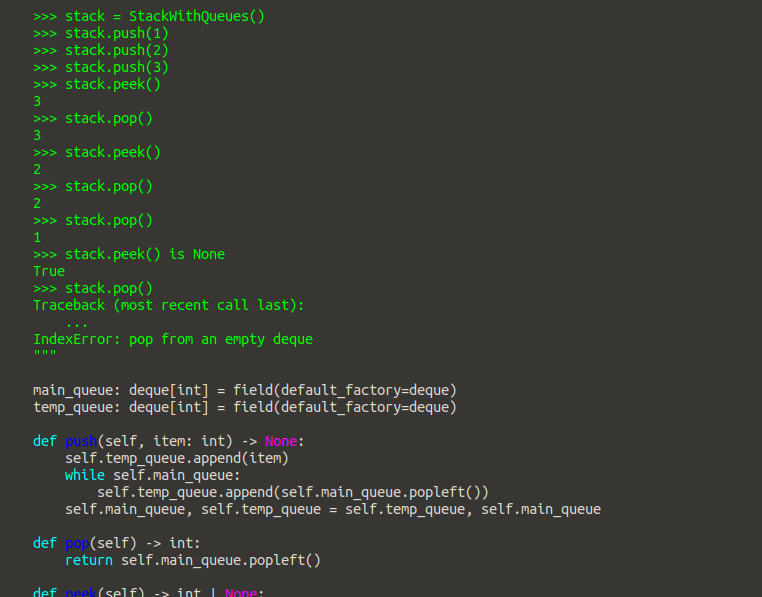 >>> stack = StackWithQueues()
>>> stack.push(1)
>>> stack.push(2)
>>> stack.push(3)
>>> stack.peek()
3
>>> stack.pop()
3
>>> stack.peek()
2
>>> stack.pop()
2
>>> stack.pop()
1
>>> stack.peek() is None
True
>>> stack.pop()
Traceback (most recent call last):
    ...
IndexError: pop from an empty deque
"""

main_queue: deque[int] = field(default_factory=deque)
temp_queue: deque[int] = field(default_factory=deque)

def push(self, item: int) -> None:
    self.temp_queue.append(item)
    while self.main_queue:
        self.temp_queue.append(self.main_queue.popleft())
    self.main_queue, self.temp_queue = self.temp_queue, self.main_queue

def pop(self) -> int:
    return self.main_queue.popleft()

def peek(self) -> int | None: